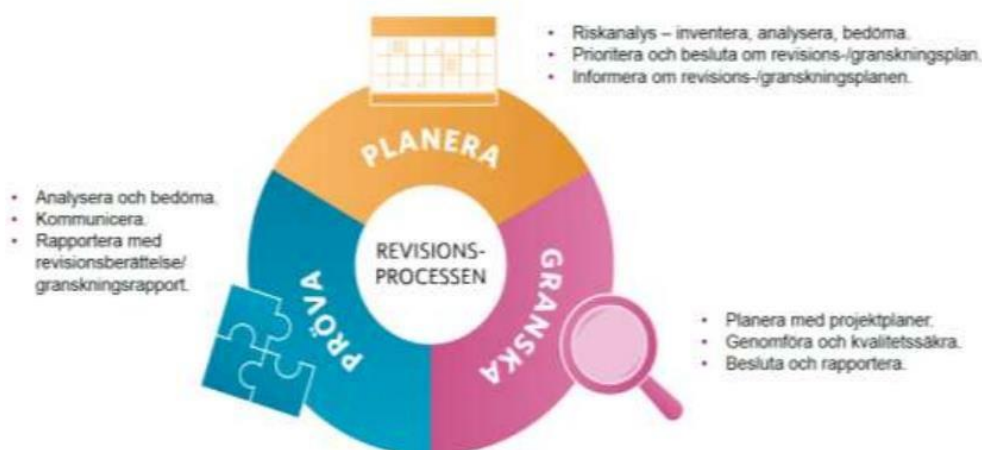 • Riskanalys – inventera, analysera, bedöma.
• Prioritera och besluta om revisions-/granskningsplan.
• Informera om revisions-/granskningsplanen.
PLANERA
• Analysera och bedöma.
• Kommunicera.
• Rapportera med
revisionsberättelse/
granskningsrapport.
REVISIONS-
PROCESSEN
PRÖVA
GRANSKA
• Planera med projektplaner.
• Genomföra och kvalitetssäkra.
• Besluta och rapportera.